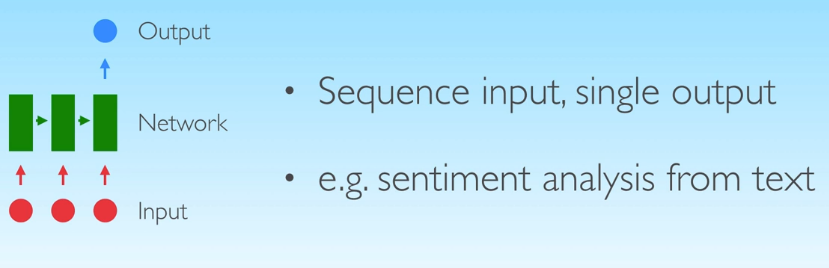 Output
Network
Input
• Sequence input, single output
• e.g. sentiment analysis from text